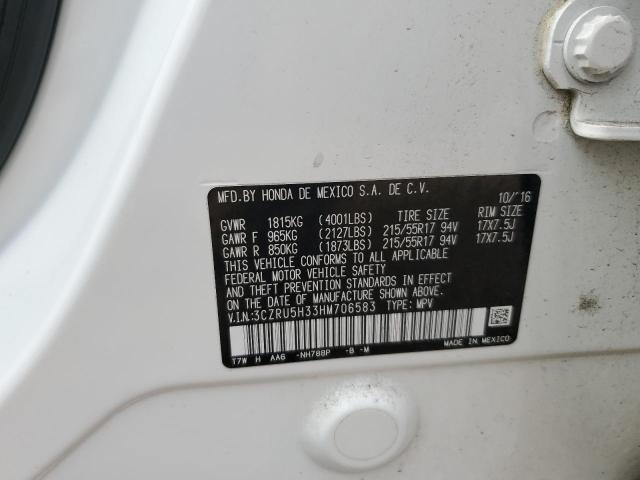 MFD.BY HONDA DE MEXICO S.A. DE C.V. 10/'16
GVWR 1815KG (4001LBS) TIRE SIZE RIM SIZE
GAWR F 965KG (2127LBS) 215/55R17 94V 17X7.5J
GAWR R 850KG (1873LBS) 215/55R17 94V 17X7.5J
THIS VEHICLE CONFORMS TO ALL APPLICABLE
FEDERAL MOTOR VEHICLE SAFETY
AND THEFT PREVENTION STANDARDS IN EFFECT
ON THE DATE OF MANUFACTURE SHOWN ABOVE.
V.I.N:3CZRU5H33HM706583 TYPE: MPV
T7W H AA6 -NH788P -B -M MADE IN MEXICO